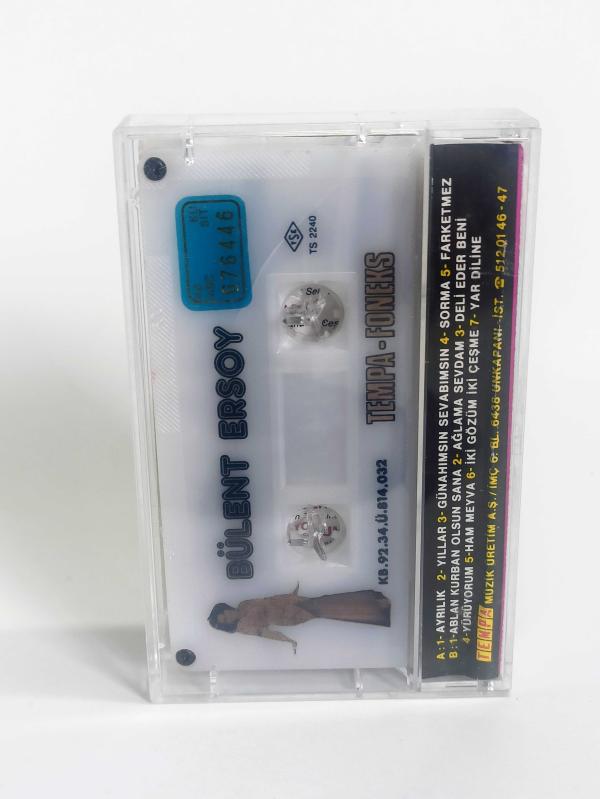 BÜLENT ERSOY
076446
TS 2240
TEMPA - FONEKS
KB.92.34.Ü.814.032
A:1- AYRILIK 2- YILLAR 3- GÜNAHIMSIN SEVABIMSIN 4- SORMA 5- FARKETMEZ
B:1-ABLAN KURBAN OLSUN SANA 2- AĞLAMA SEVDAM 3- DELİ EDER BENİ
4-YÜRÜYORUM 5-HAM MEYVA 6- İKİ GÖZÜM İKİ ÇEŞME 7- YAR DİLİNE
TEMPA MÜZİK ÜRETİM A.Ş./İMÇ 6. BL. 6438 UNKAPANI -İST. ☎ 512 01 46 - 47